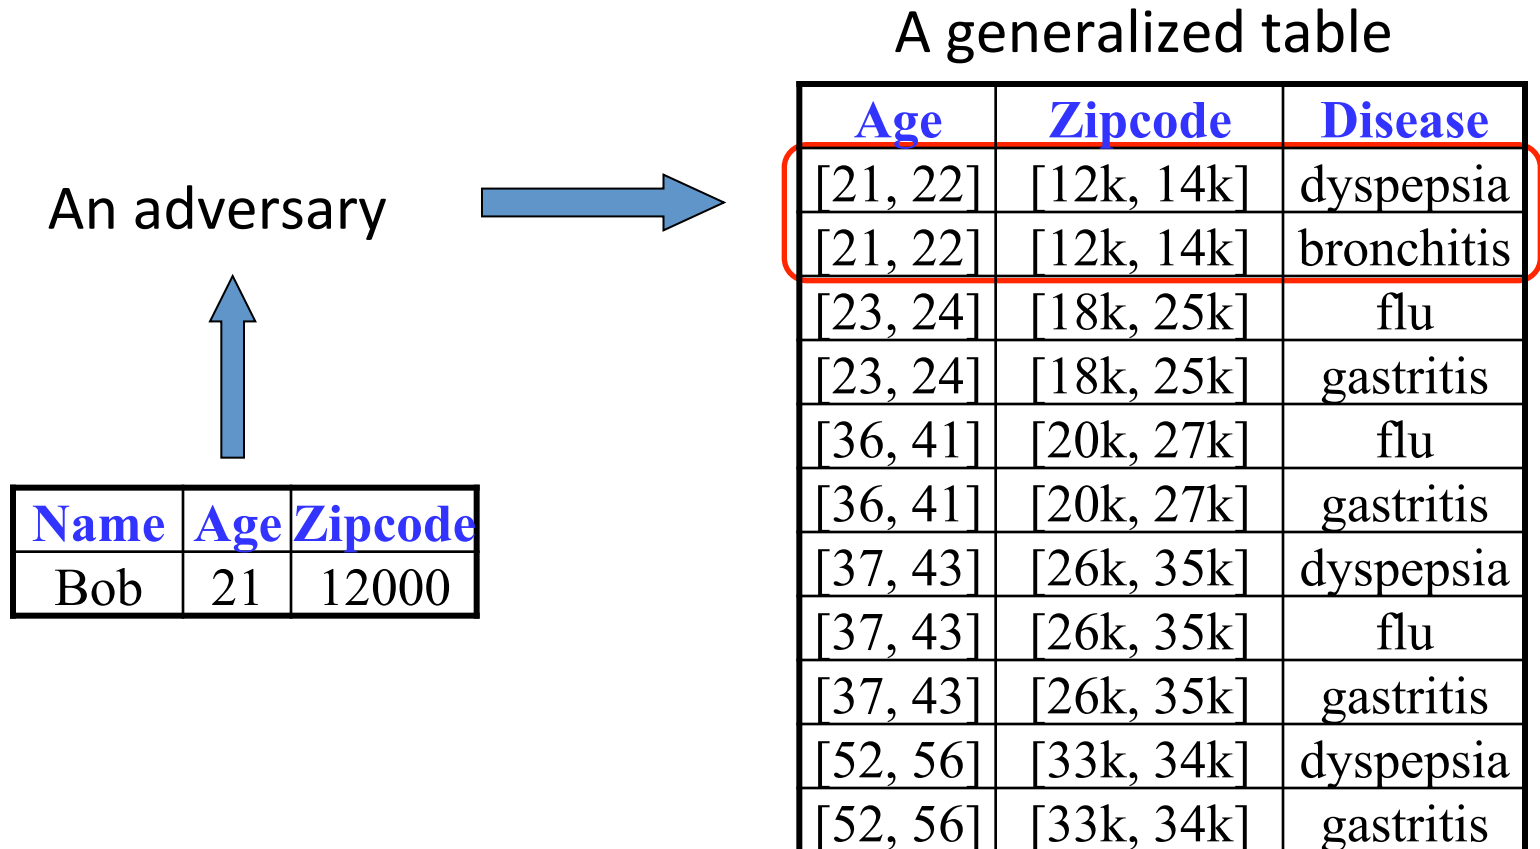 A generalized table
Age Zipcode Disease
[21, 22] [12k, 14k] dyspepsia
[21, 22] [12k, 14k] bronchitis
[23, 24] [18k, 25k] flu
[23, 24] [18k, 25k] gastritis
[36, 41] [20k, 27k] flu
[36, 41] [20k, 27k] gastritis
[37, 43] [26k, 35k] dyspepsia
[37, 43] [26k, 35k] flu
[37, 43] [26k, 35k] gastritis
[52, 56] [33k, 34k] dyspepsia
[52, 56] [33k, 34k] gastritis
An adversary
Name Age Zipcode
Bob 21 12000